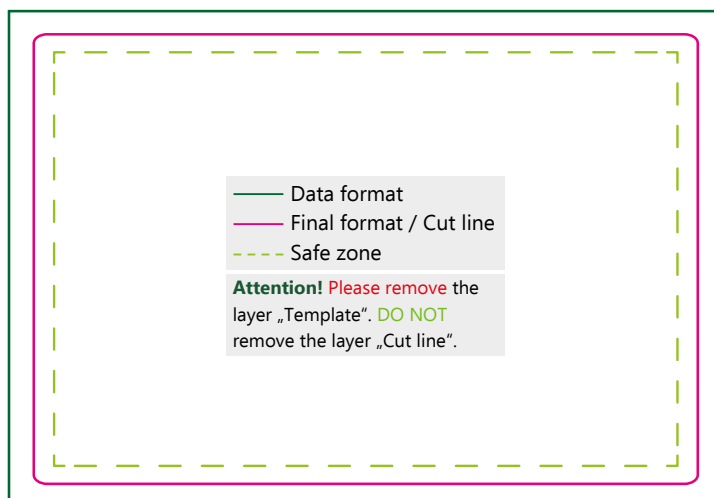 Data format
Final format / Cut line
Safe zone
Attention! Please remove the
layer „Template“. DO NOT
remove the layer „Cut line“.